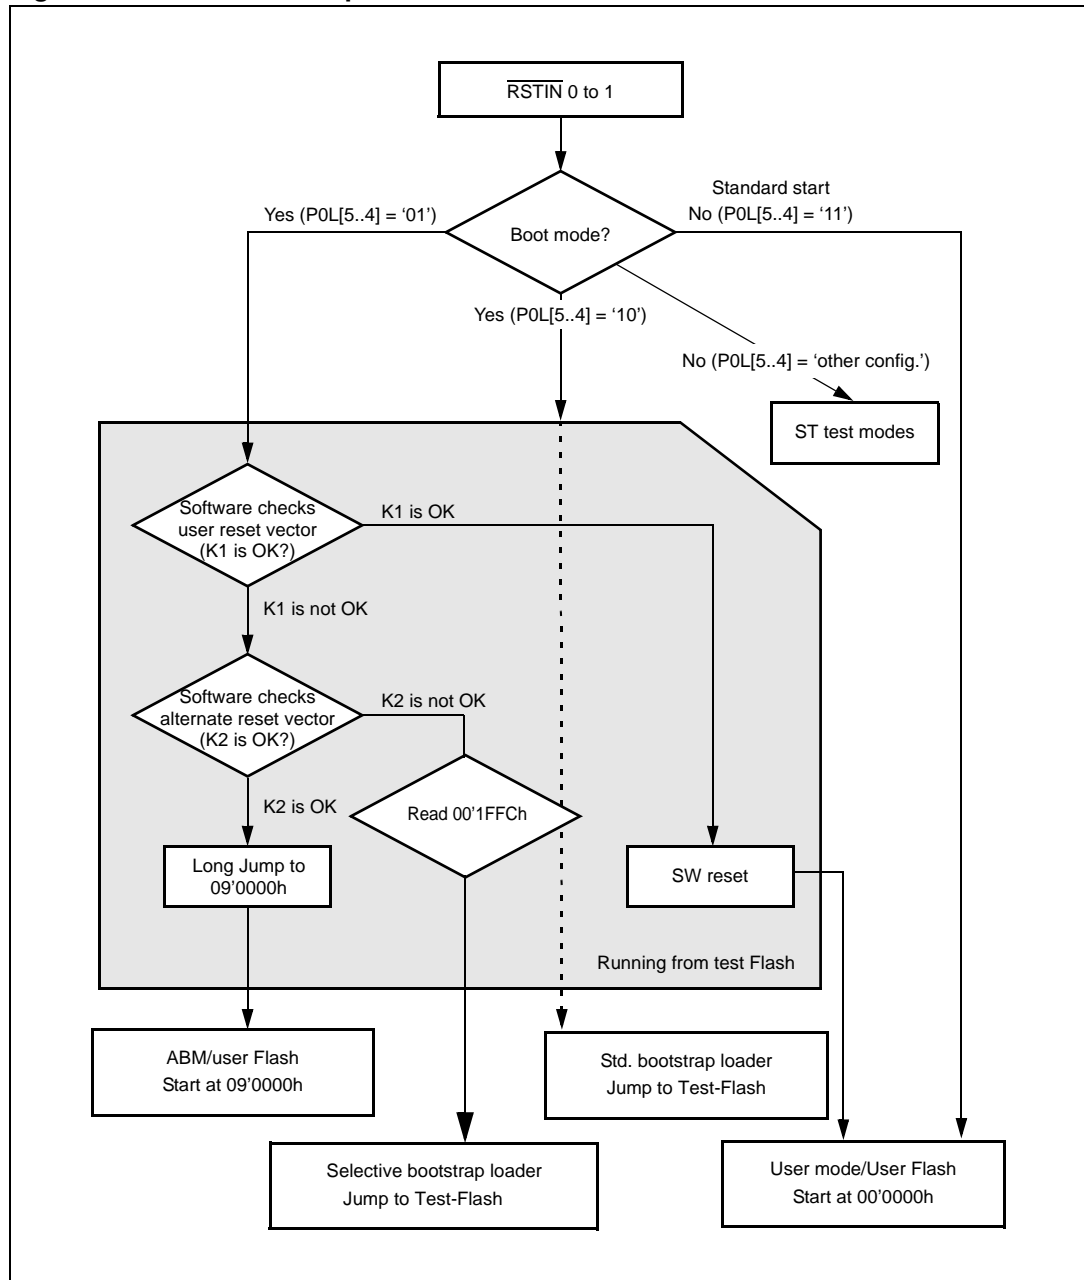 RSTIN 0 to 1
Standard start
Yes (P0L[5..4] = ‘01’)
No (P0L[5..4] = ‘11’)
Boot mode?
Yes (P0L[5..4] = ‘10’)
No (P0L[5..4] = ‘other config.’)
ST test modes
Software checks
user reset vector
(K1 is OK?)
K1 is OK
K1 is not OK
Software checks
alternate reset vector
(K2 is OK?)
K2 is not OK
K2 is OK
Read 00’1FFCh
Long Jump to
09’0000h
SW reset
Running from test Flash
ABM/user Flash
Start at 09’0000h
Std. bootstrap loader
Jump to Test-Flash
Selective bootstrap loader
Jump to Test-Flash
User mode/User Flash
Start at 00’0000h